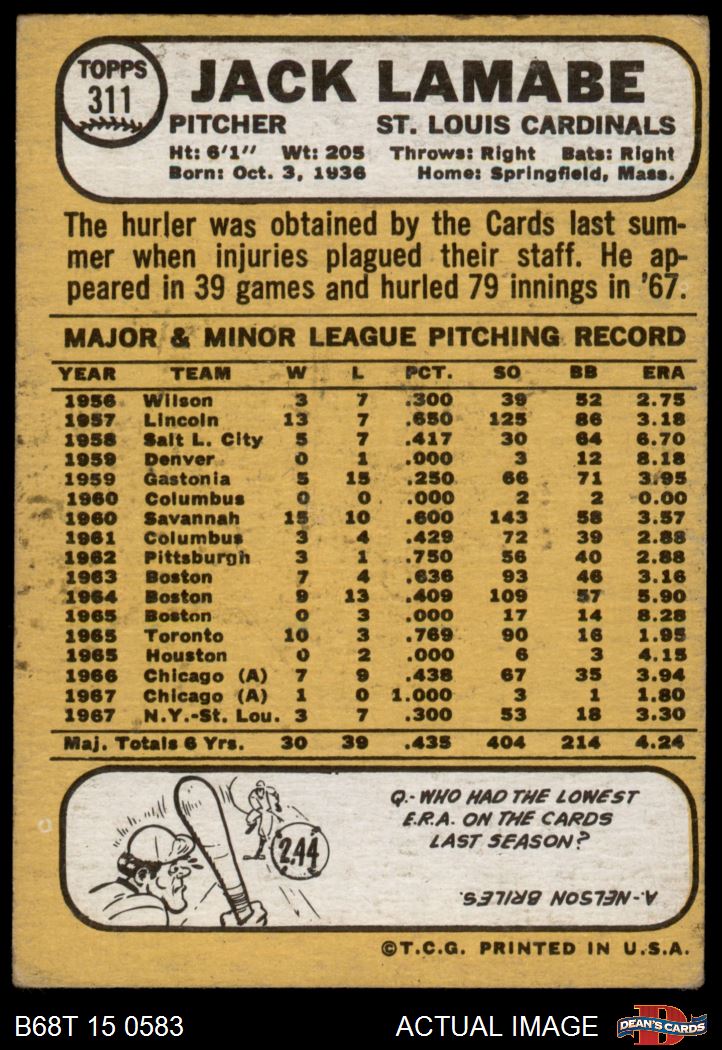 TOPPS
311
JACK LAMABE
PITCHER ST. LOUIS CARDINALS
Ht: 6'1" Wt: 205 Throws: Right Bats: Right
Born: Oct. 3, 1936 Home: Springfield, Mass.
The hurler was obtained by the Cards last sum-
mer when injuries plagued their staff. He ap-
peared in 39 games and hurled 79 innings in '67.
MAJOR & MINOR LEAGUE PITCHING RECORD
YEAR TEAM W L PCT. SO BB ERA
1956 Wilson 3 7 .300 39 52 2.75
1957 Lincoln 13 7 .650 125 86 3.18
1958 Salt L. City 5 7 .417 30 64 6.70
1959 Denver 0 1 .000 3 12 8.18
1959 Gastonia 5 15 .250 66 71 3.95
1960 Columbus 0 0 .000 2 2 0.00
1960 Savannah 15 10 .600 143 58 3.57
1961 Columbus 3 4 .429 72 39 2.88
1962 Pittsburgh 3 1 .750 56 40 2.88
1963 Boston 7 4 .636 93 46 3.16
1964 Boston 9 13 .409 109 57 5.90
1965 Boston 0 3 .000 17 14 8.28
1965 Toronto 10 3 .769 90 16 1.95
1965 Houston 0 2 .000 6 3 4.15
1966 Chicago (A) 7 9 .438 67 35 3.94
1967 Chicago (A) 1 0 1.000 3 1 1.80
1967 N.Y.-St. Lou. 3 7 .300 53 18 3.30
Maj. Totals 6 Yrs. 30 39 .435 404 214 4.24
2.44
Q.- WHO HAD THE LOWEST
E.R.A. ON THE CARDS
LAST SEASON?
A.-NELSON BRILES.
©T.C.G. PRINTED IN U.S.A.
B68T 15 0583 ACTUAL IMAGE
D
DEAN'S CARDS